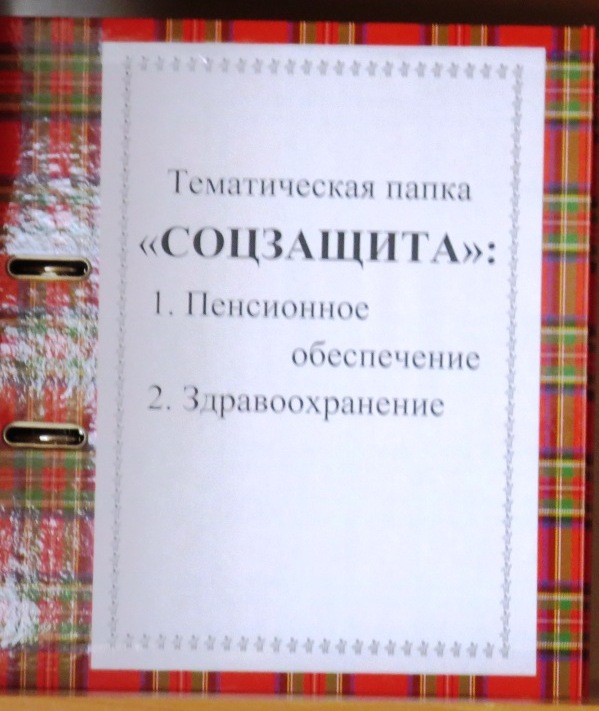 Тематическая папка
«СОЦЗАЩИТА»:
1. Пенсионное
обеспечение
2. Здравоохранение